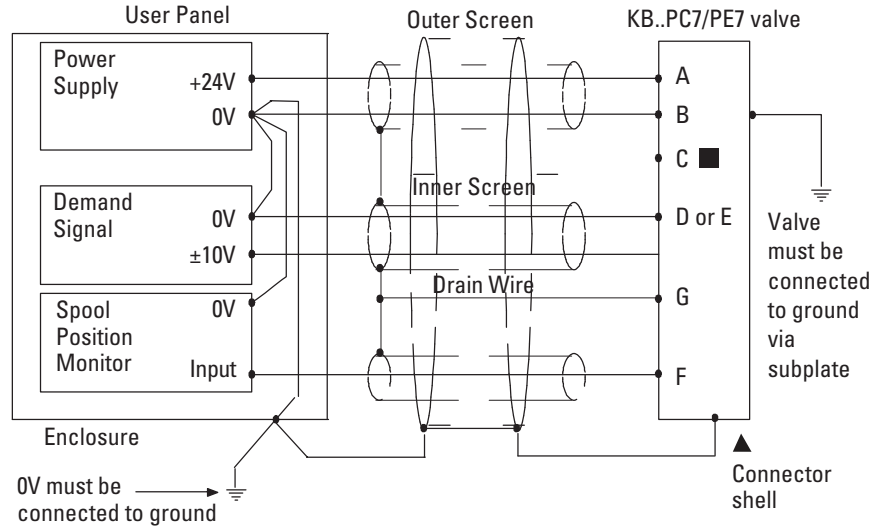 User Panel
Outer Screen
KB..PC7/PE7 valve
Power
Supply
+24V
0V
A
B
C
Inner Screen
Demand
Signal
0V
±10V
D or E
Valve
must be
connected
to ground
via
subplate
Drain Wire
Spool
Position
Monitor
0V
Input
G
F
Enclosure
0V must be
connected to ground
Connector
shell